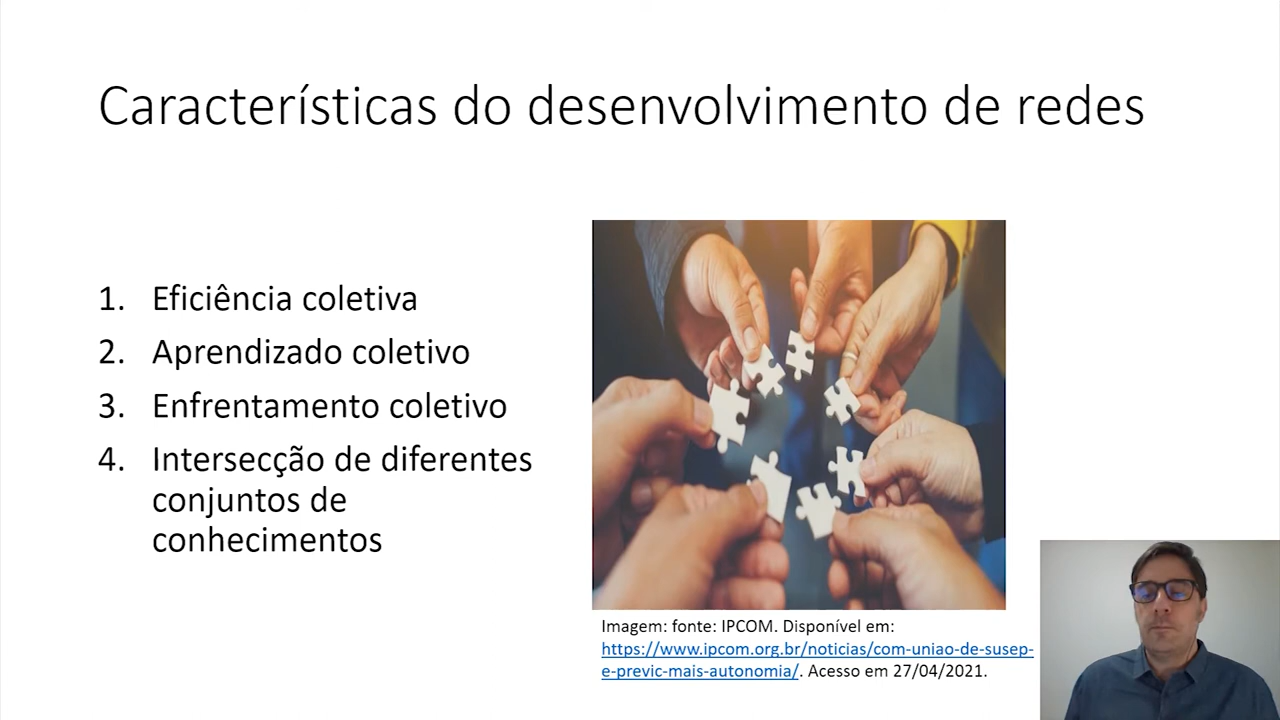 Características do desenvolvimento de redes
1. Eficiência coletiva
2. Aprendizado coletivo
3. Enfrentamento coletivo
4. Intersecção de diferentes
conjuntos de
conhecimentos
Imagem: fonte: IPCOM. Disponível em:
https://www.ipcom.org.br/noticias/com-uniao-de-susep-
e-previc-mais-autonomia/. Acesso em 27/04/2021.